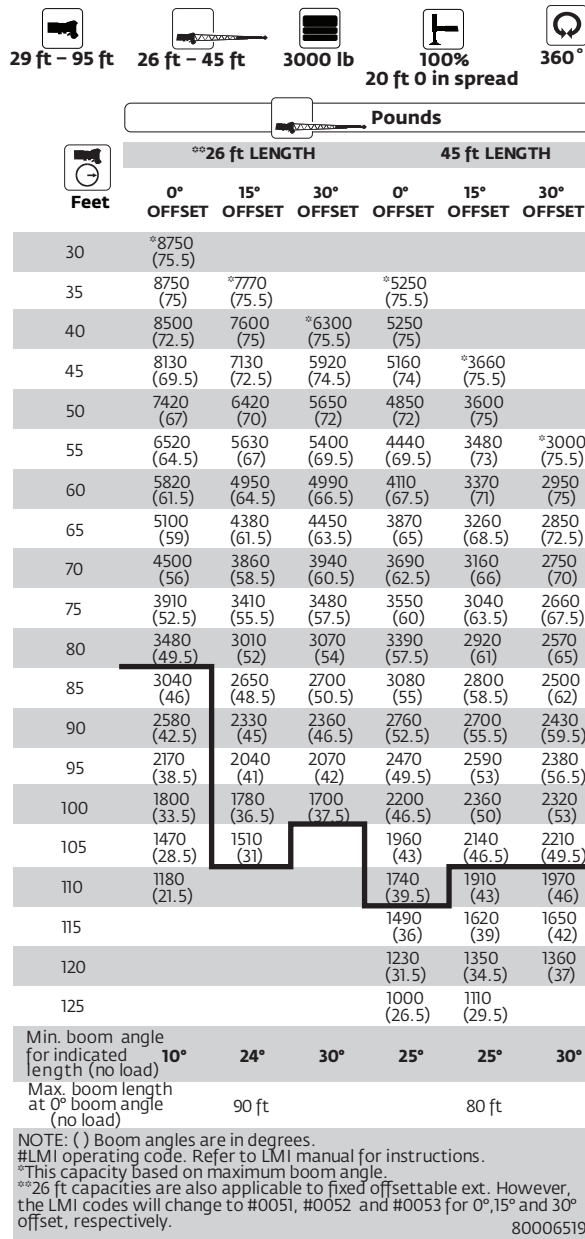 29 ft – 95 ft 26 ft – 45 ft 3000 lb 100% 360°
20 ft 0 in spread
Pounds
Feet
**26 ft LENGTH 45 ft LENGTH
0° OFFSET 15° OFFSET 30° OFFSET 0° OFFSET 15° OFFSET 30° OFFSET
30 *8750 (75.5)
35 8750 (75) *7770 (75.5) *5250 (75.5)
40 8500 (72.5) 7600 (75) *6300 (75.5) 5250 (75)
45 8130 (69.5) 7130 (72.5) 5920 (74.5) 5160 (74) *3660 (75.5)
50 7420 (67) 6420 (70) 5650 (72) 4850 (72) 3600 (75)
55 6520 (64.5) 5630 (67) 5400 (69.5) 4440 (69.5) 3480 (73) *3000 (75.5)
60 5820 (61.5) 4950 (64.5) 4990 (66.5) 4110 (67.5) 3370 (71) 2950 (75)
65 5100 (59) 4380 (61.5) 4450 (63.5) 3870 (65) 3260 (68.5) 2850 (72.5)
70 4500 (56) 3860 (58.5) 3940 (60.5) 3690 (62.5) 3160 (66) 2750 (70)
75 3910 (52.5) 3410 (55.5) 3480 (57.5) 3550 (60) 3040 (63.5) 2660 (67.5)
80 3480 (49.5) 3010 (52) 3070 (54) 3390 (57.5) 2920 (61) 2570 (65)
85 3040 (46) 2650 (48.5) 2700 (50.5) 3080 (55) 2800 (58.5) 2500 (62)
90 2580 (42.5) 2330 (45) 2360 (46.5) 2760 (52.5) 2700 (55.5) 2430 (59.5)
95 2170 (38.5) 2040 (41) 2070 (42) 2470 (49.5) 2590 (53) 2380 (56.5)
100 1800 (33.5) 1780 (36.5) 1700 (37.5) 2200 (46.5) 2360 (50) 2320 (53)
105 1470 (28.5) 1510 (31) 1960 (43) 2140 (46.5) 2210 (49.5)
110 1180 (21.5) 1740 (39.5) 1910 (43) 1970 (46)
115 1490 (36) 1620 (39) 1650 (42)
120 1230 (31.5) 1350 (34.5) 1360 (37)
125 1000 (26.5) 1110 (29.5)
Min. boom angle
for indicated
length (no load) 10° 24° 30° 25° 25° 30°
Max. boom length
at 0° boom angle
(no load) 90 ft 80 ft
NOTE: ( ) Boom angles are in degrees.
#LMI operating code. Refer to LMI manual for instructions.
*This capacity based on maximum boom angle.
**26 ft capacities are also applicable to fixed offsettable ext. However,
the LMI codes will change to #0051, #0052 and #0053 for 0°,15° and 30°
offset, respectively.
80006519